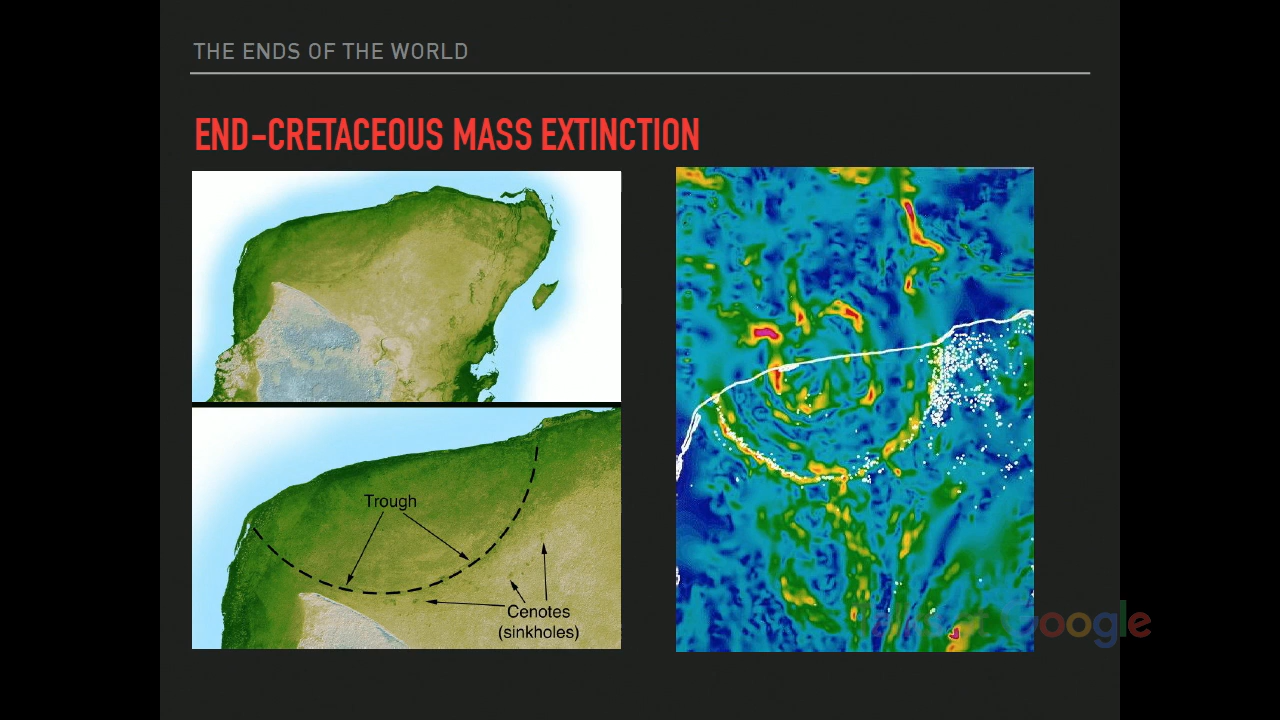 THE ENDS OF THE WORLD
END-CRETACEOUS MASS EXTINCTION
Trough
Cenotes
(sinkholes)